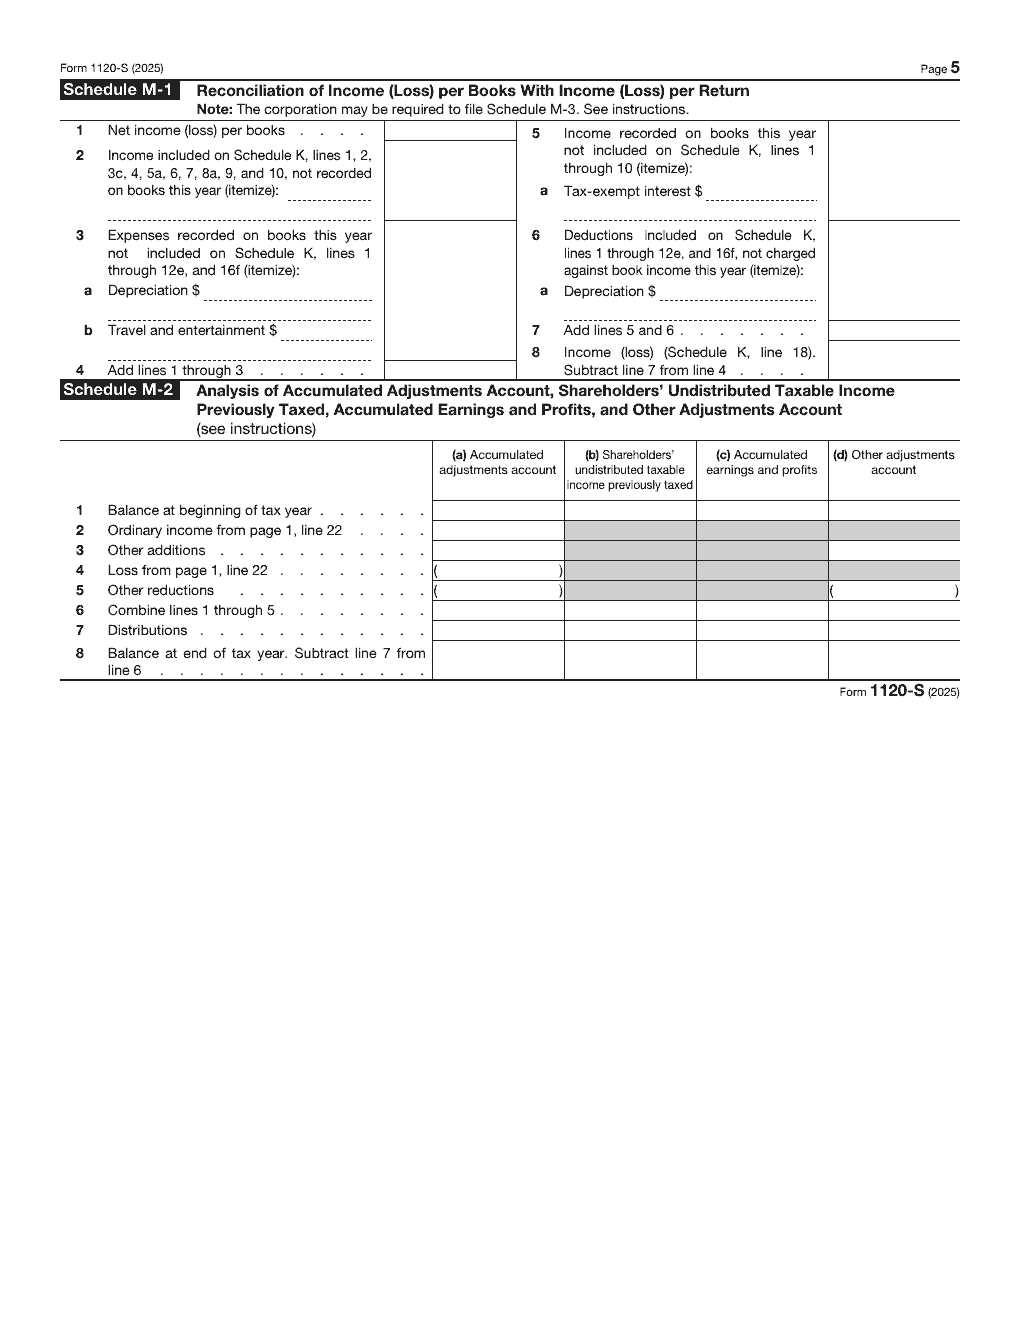 Form 1120-S (2025) Page 5
Schedule M-1 Reconciliation of Income (Loss) per Books With Income (Loss) per Return
Note: The corporation may be required to file Schedule M-3. See instructions.
1 Net income (loss) per books . . . .
2 Income included on Schedule K, lines 1, 2,
3c, 4, 5a, 6, 7, 8a, 9, and 10, not recorded
on books this year (itemize):
3 Expenses recorded on books this year
not included on Schedule K, lines 1
through 12e, and 16f (itemize):
a Depreciation $
b Travel and entertainment $
4 Add lines 1 through 3 . . . . . .
5 Income recorded on books this year
not included on Schedule K, lines 1
through 10 (itemize):
a Tax-exempt interest $
6 Deductions included on Schedule K,
lines 1 through 12e, and 16f, not charged
against book income this year (itemize):
a Depreciation $
7 Add lines 5 and 6 . . . . . . .
8 Income (loss) (Schedule K, line 18).
Subtract line 7 from line 4 . . . .
Schedule M-2 Analysis of Accumulated Adjustments Account, Shareholders’ Undistributed Taxable Income
Previously Taxed, Accumulated Earnings and Profits, and Other Adjustments Account
(see instructions)
(a) Accumulated
adjustments account
(b) Shareholders’
undistributed taxable
income previously taxed
(c) Accumulated
earnings and profits
(d) Other adjustments
account
1 Balance at beginning of tax year . . . . . .
2 Ordinary income from page 1, line 22 . . . .
3 Other additions . . . . . . . . . . .
4 Loss from page 1, line 22 . . . . . . . . ( )
5 Other reductions . . . . . . . . . . ( ) ( )
6 Combine lines 1 through 5 . . . . . . . .
7 Distributions . . . . . . . . . . . .
8 Balance at end of tax year. Subtract line 7 from
line 6 . . . . . . . . . . . . . .
Form 1120-S (2025)